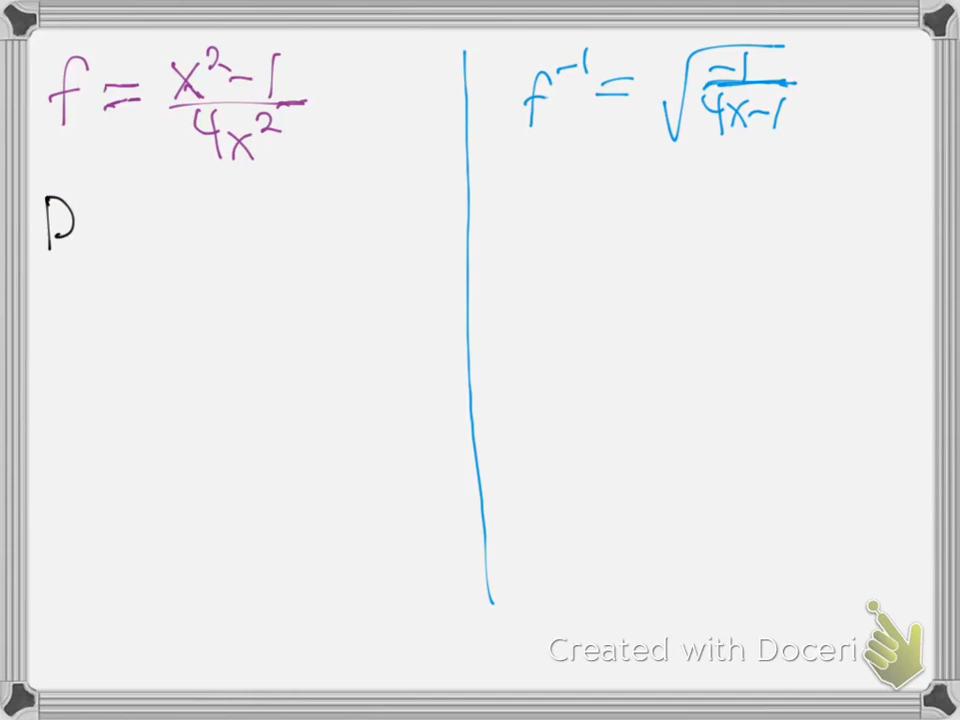 f = x²-1 / 4x²
f⁻¹ = √(-1 / 4x-1)
D
Created with Doceri